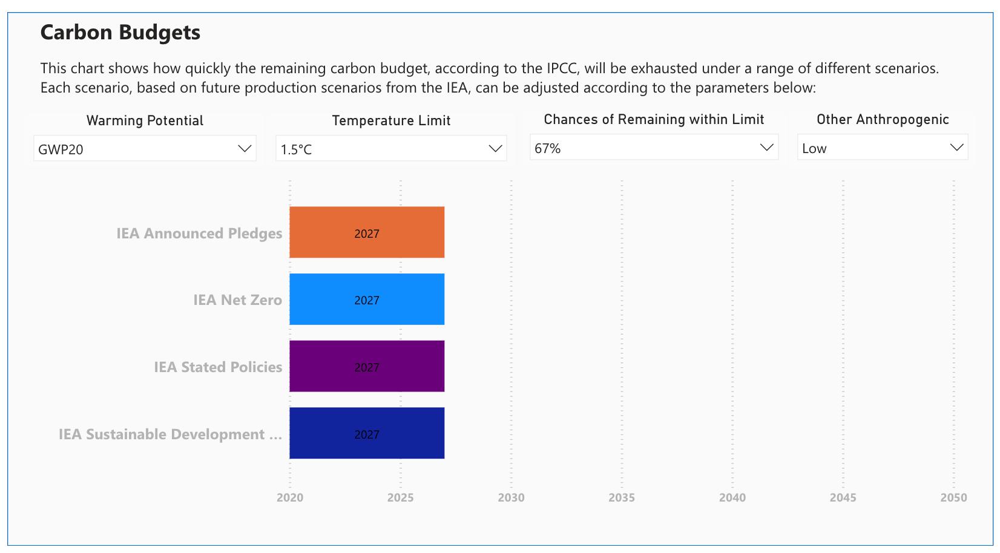 Carbon Budgets
This chart shows how quickly the remaining carbon budget, according to the IPCC, will be exhausted under a range of different scenarios.
Each scenario, based on future production scenarios from the IEA, can be adjusted according to the parameters below:
Warming Potential
Temperature Limit
Chances of Remaining within Limit
Other Anthropogenic
GWP20
1.5°C
67%
Low
IEA Announced Pledges
2027
IEA Net Zero
2027
IEA Stated Policies
2027
IEA Sustainable Development ...
2027
2020 2025 2030 2035 2040 2045 2050